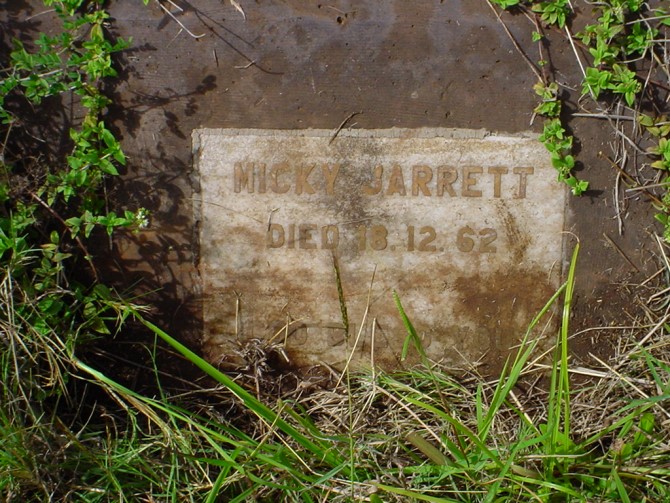 MICKY JARRETT
DIED 18.12.62